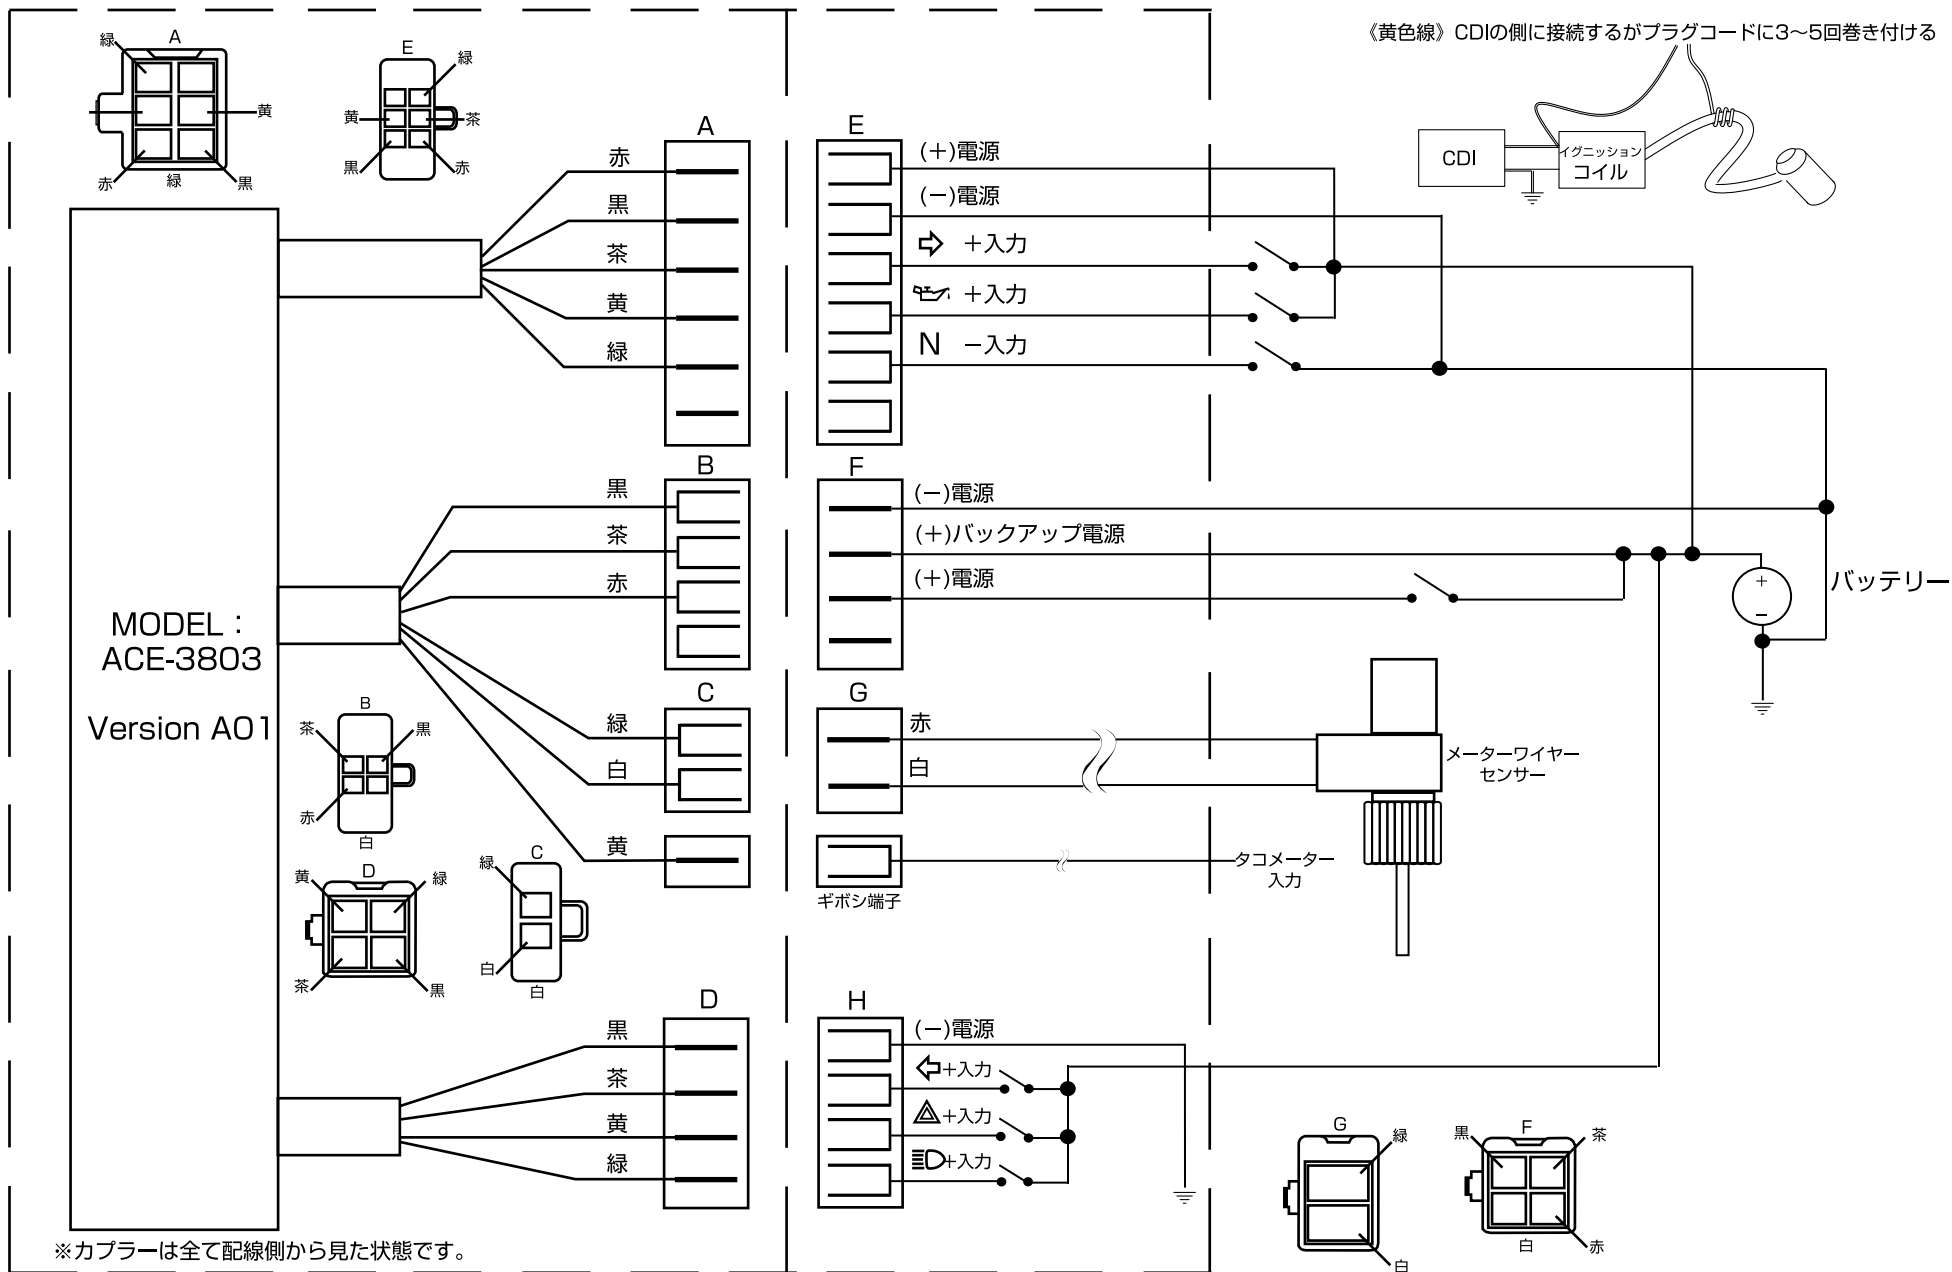 《黄色線》CDIの側に接続するがプラグコードに3～5回巻き付ける
CDI
イグニッション
コイル
A
緑
黄
赤
緑
黒
E
緑
黄
茶
黒
赤
MODEL：
ACE-3803
Version A01
A
赤
黒
茶
黄
緑
E
(+)電源
(−)電源
+入力
+入力
N −入力
B
黒
茶
赤
F
(−)電源
(+)バックアップ電源
(+)電源
+
−
バッテリー
C
緑
白
黄
G
赤
白
メーターワイヤー
センサー
タコメーター
入力
ギボシ端子
B
茶
黒
赤
白
D
黄
緑
茶
黒
C
緑
白
白
D
黒
茶
黄
緑
H
(−)電源
+入力
+入力
+入力
G
緑
白
F
黒
茶
白
赤
※カプラーは全て配線側から見た状態です。